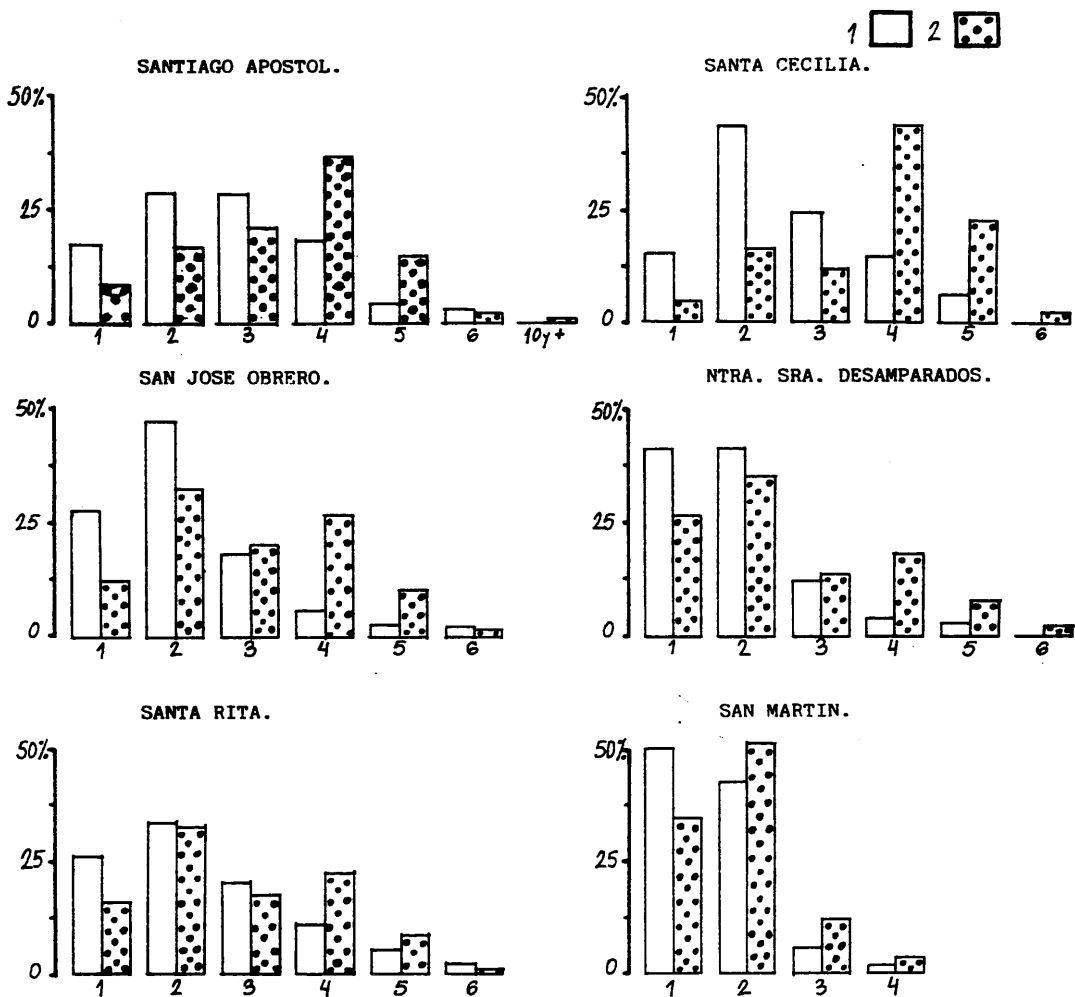 1 2
SANTIAGO APOSTOL.
50%
25
0
1 2 3 4 5 6 10y+
SANTA CECILIA.
50%
25
0
1 2 3 4 5 6
SAN JOSE OBRERO.
50%
25
0
1 2 3 4 5 6
NTRA. SRA. DESAMPARADOS.
50%
25
0
1 2 3 4 5 6
SANTA RITA.
50%
25
0
1 2 3 4 5 6
SAN MARTIN.
50%
25
0
1 2 3 4